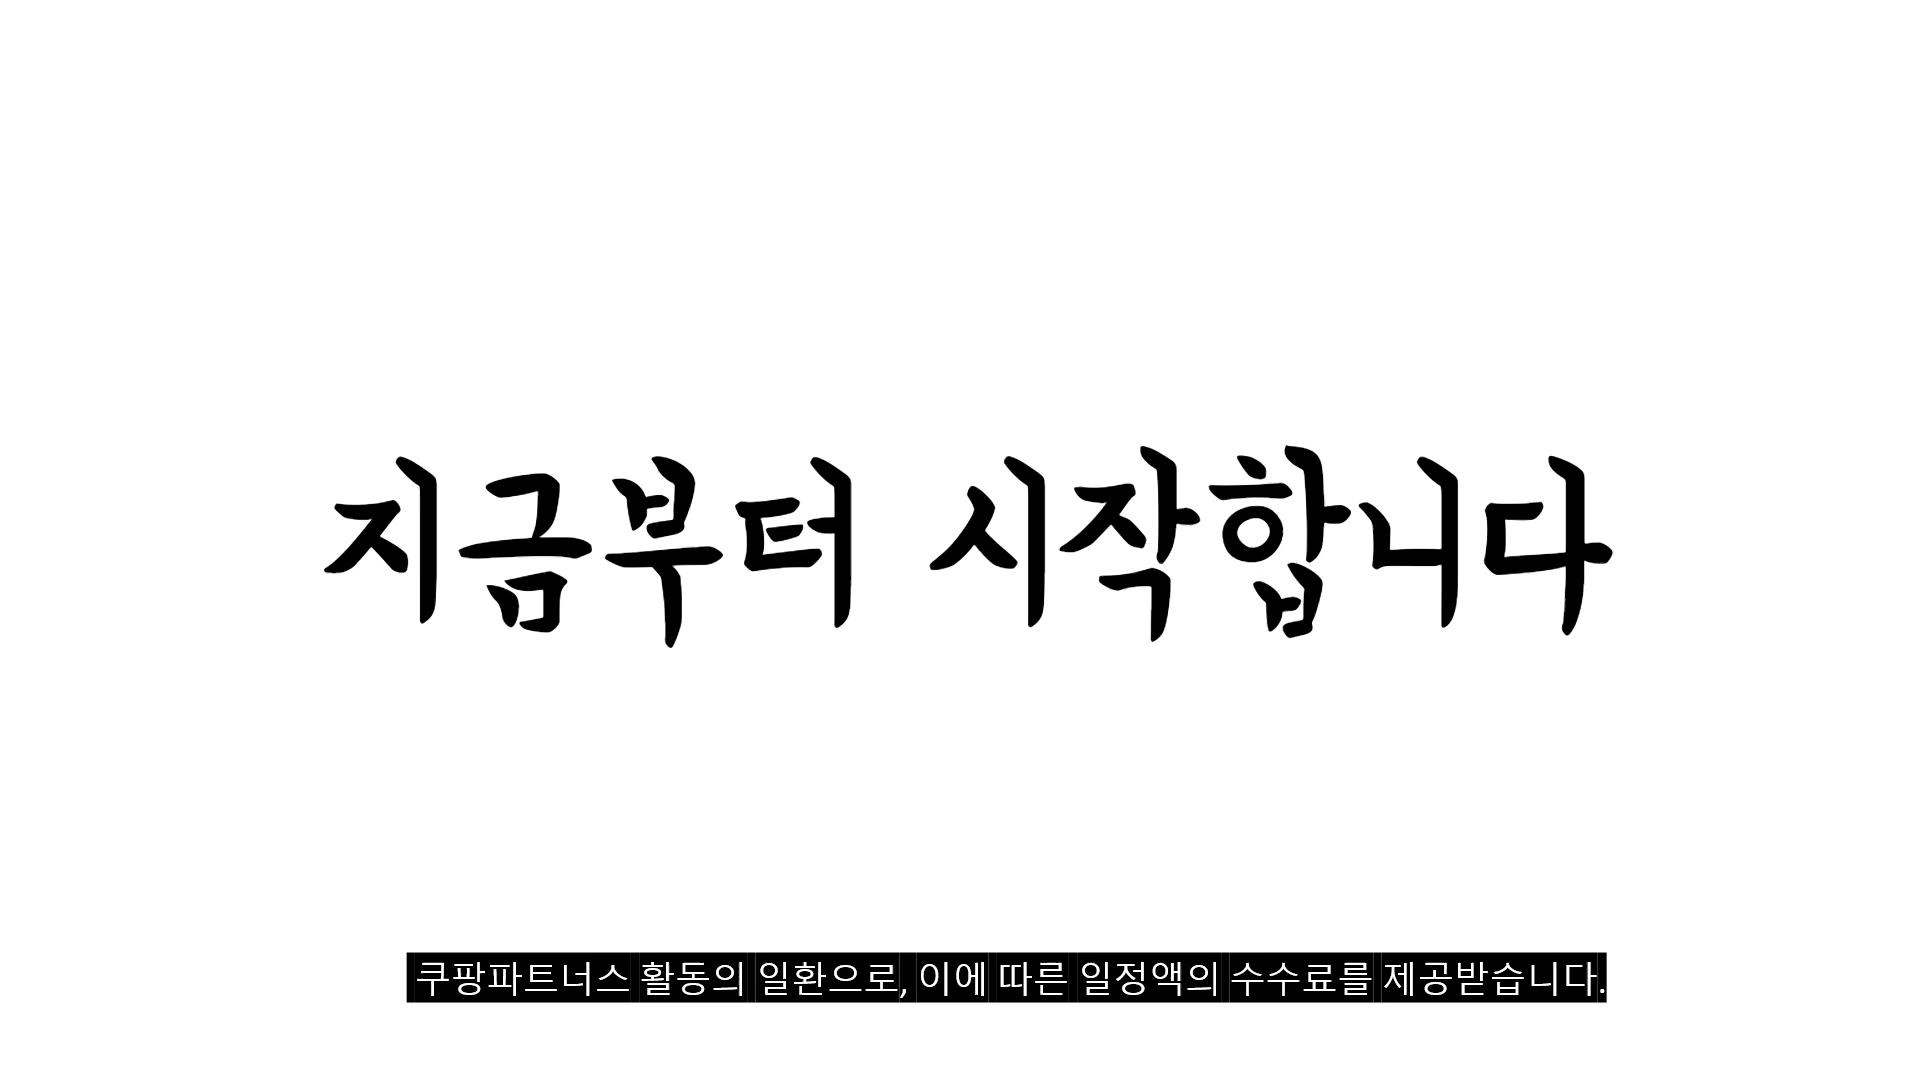 지금부터 시작합니다
쿠팡파트너스 활동의 일환으로, 이에 따른 일정액의 수수료를 제공받습니다.